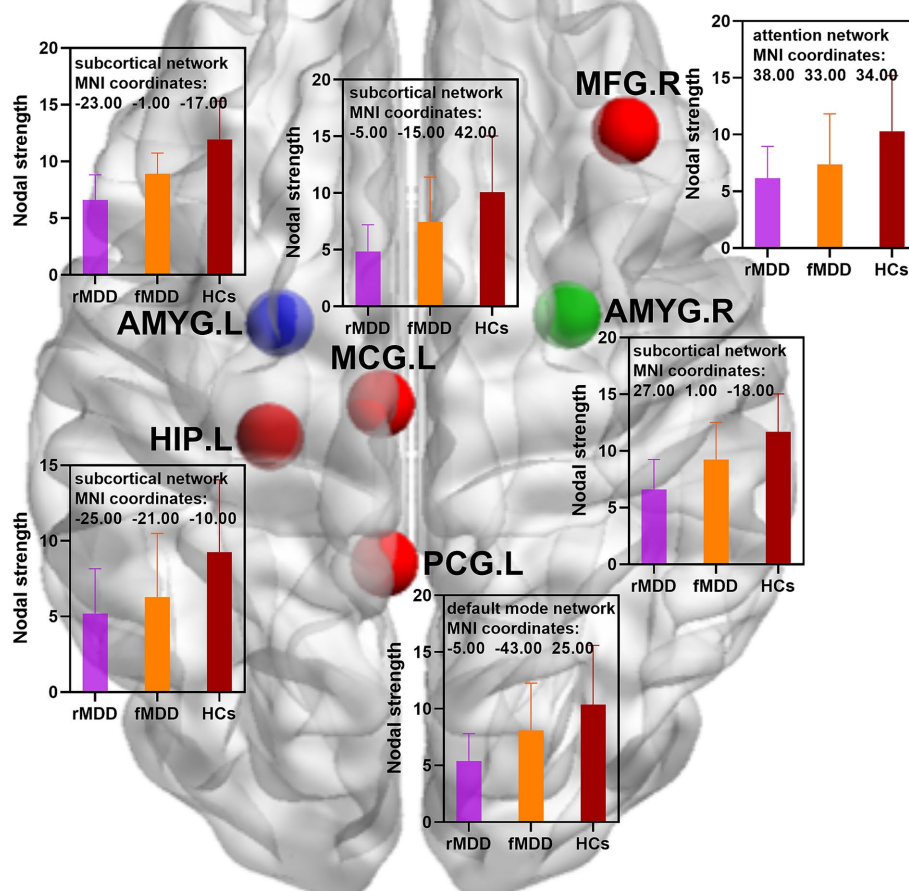 20
15
10
5
0
Nodal strength
subcortical network
MNI coordinates:
-23.00 -1.00 -17.00
rMDD fMDD HCs
AMYG.L
20
15
10
5
0
Nodal strength
subcortical network
MNI coordinates:
-5.00 -15.00 42.00
rMDD fMDD HCs
MCG.L
MFG.R
20
15
10
5
0
Nodal strength
attention network
MNI coordinates:
38.00 33.00 34.00
rMDD fMDD HCs
AMYG.R
20
15
10
5
0
Nodal strength
subcortical network
MNI coordinates:
27.00 1.00 -18.00
rMDD fMDD HCs
HIP.L
15
10
5
0
Nodal strength
subcortical network
MNI coordinates:
-25.00 -21.00 -10.00
rMDD fMDD HCs
PCG.L
20
15
10
5
0
Nodal strength
default mode network
MNI coordinates:
-5.00 -43.00 25.00
rMDD fMDD HCs